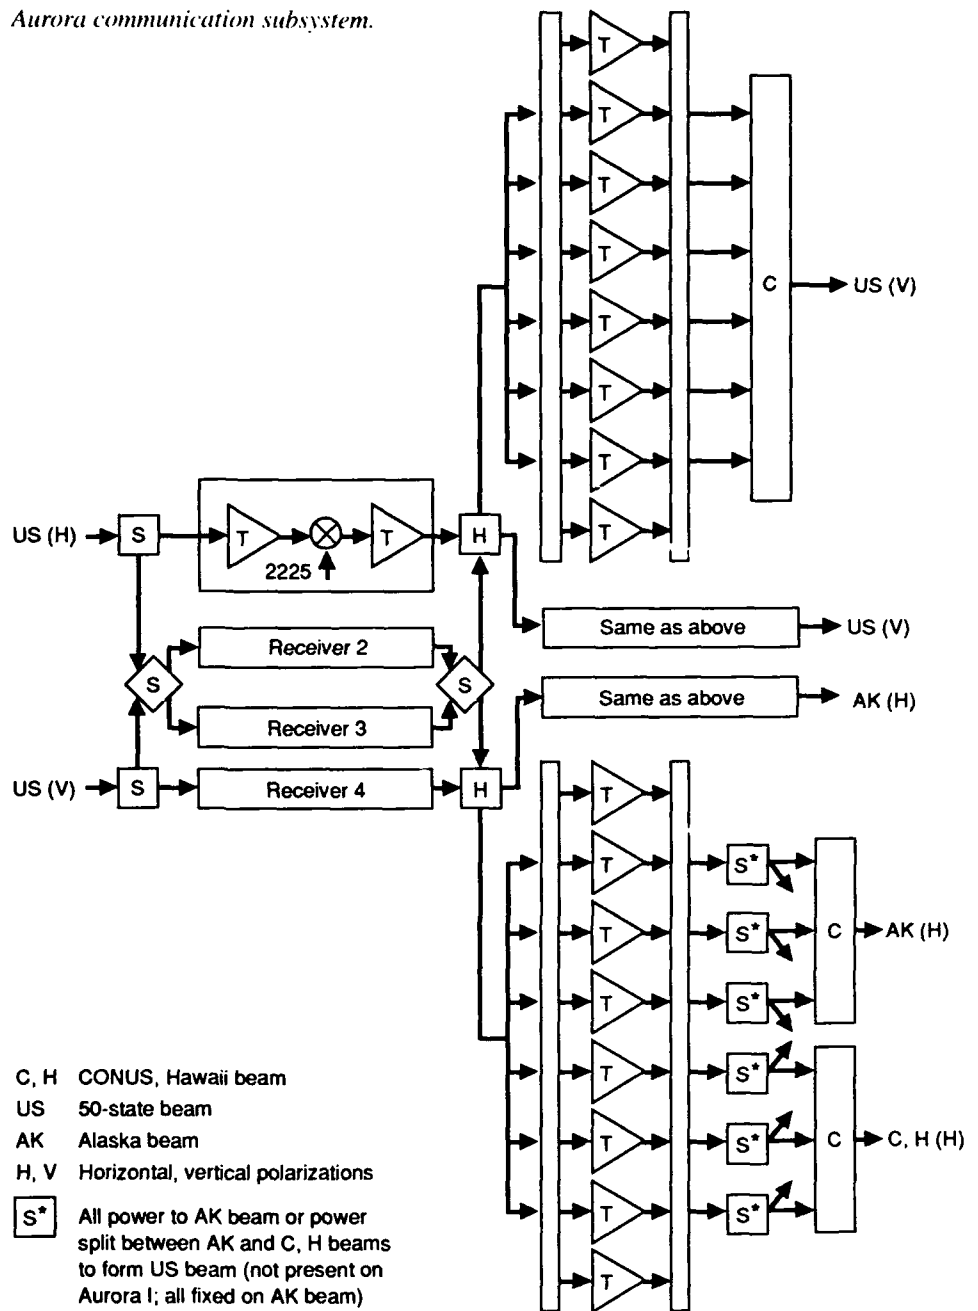 Aurora communication subsystem.
T
T
T
T
T
T
T
T
C
US (V)
US (H)
S
T
T
2225
H
S
Receiver 2
S
Receiver 3
US (V)
S
Receiver 4
H
Same as above
US (V)
Same as above
AK (H)
T
T
T
T
T
T
T
T
S*
S*
S*
S*
S*
S*
C
AK (H)
C
C, H (H)
C, H CONUS, Hawaii beam
US 50-state beam
AK Alaska beam
H, V Horizontal, vertical polarizations
S* All power to AK beam or power
split between AK and C, H beams
to form US beam (not present on
Aurora I; all fixed on AK beam)